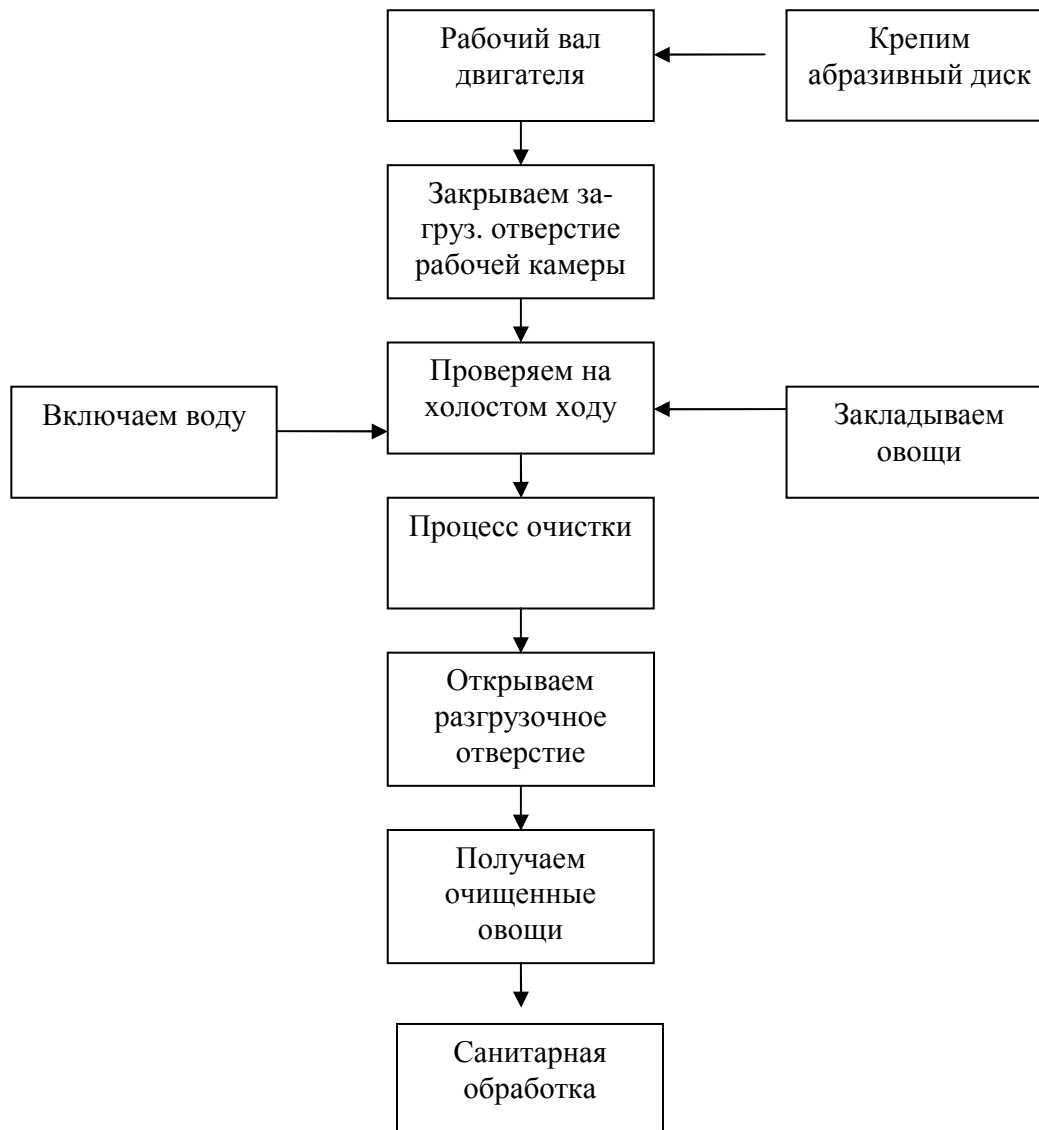 Рабочий вал
двигателя
Крепим
абразивный диск
Закрываем за-
груз. отверстие
рабочей камеры
Проверяем на
холостом ходу
Включаем воду
Закладываем
овощи
Процесс очистки
Открываем
разгрузочное
отверстие
Получаем
очищенные
овощи
Санитарная
обработка